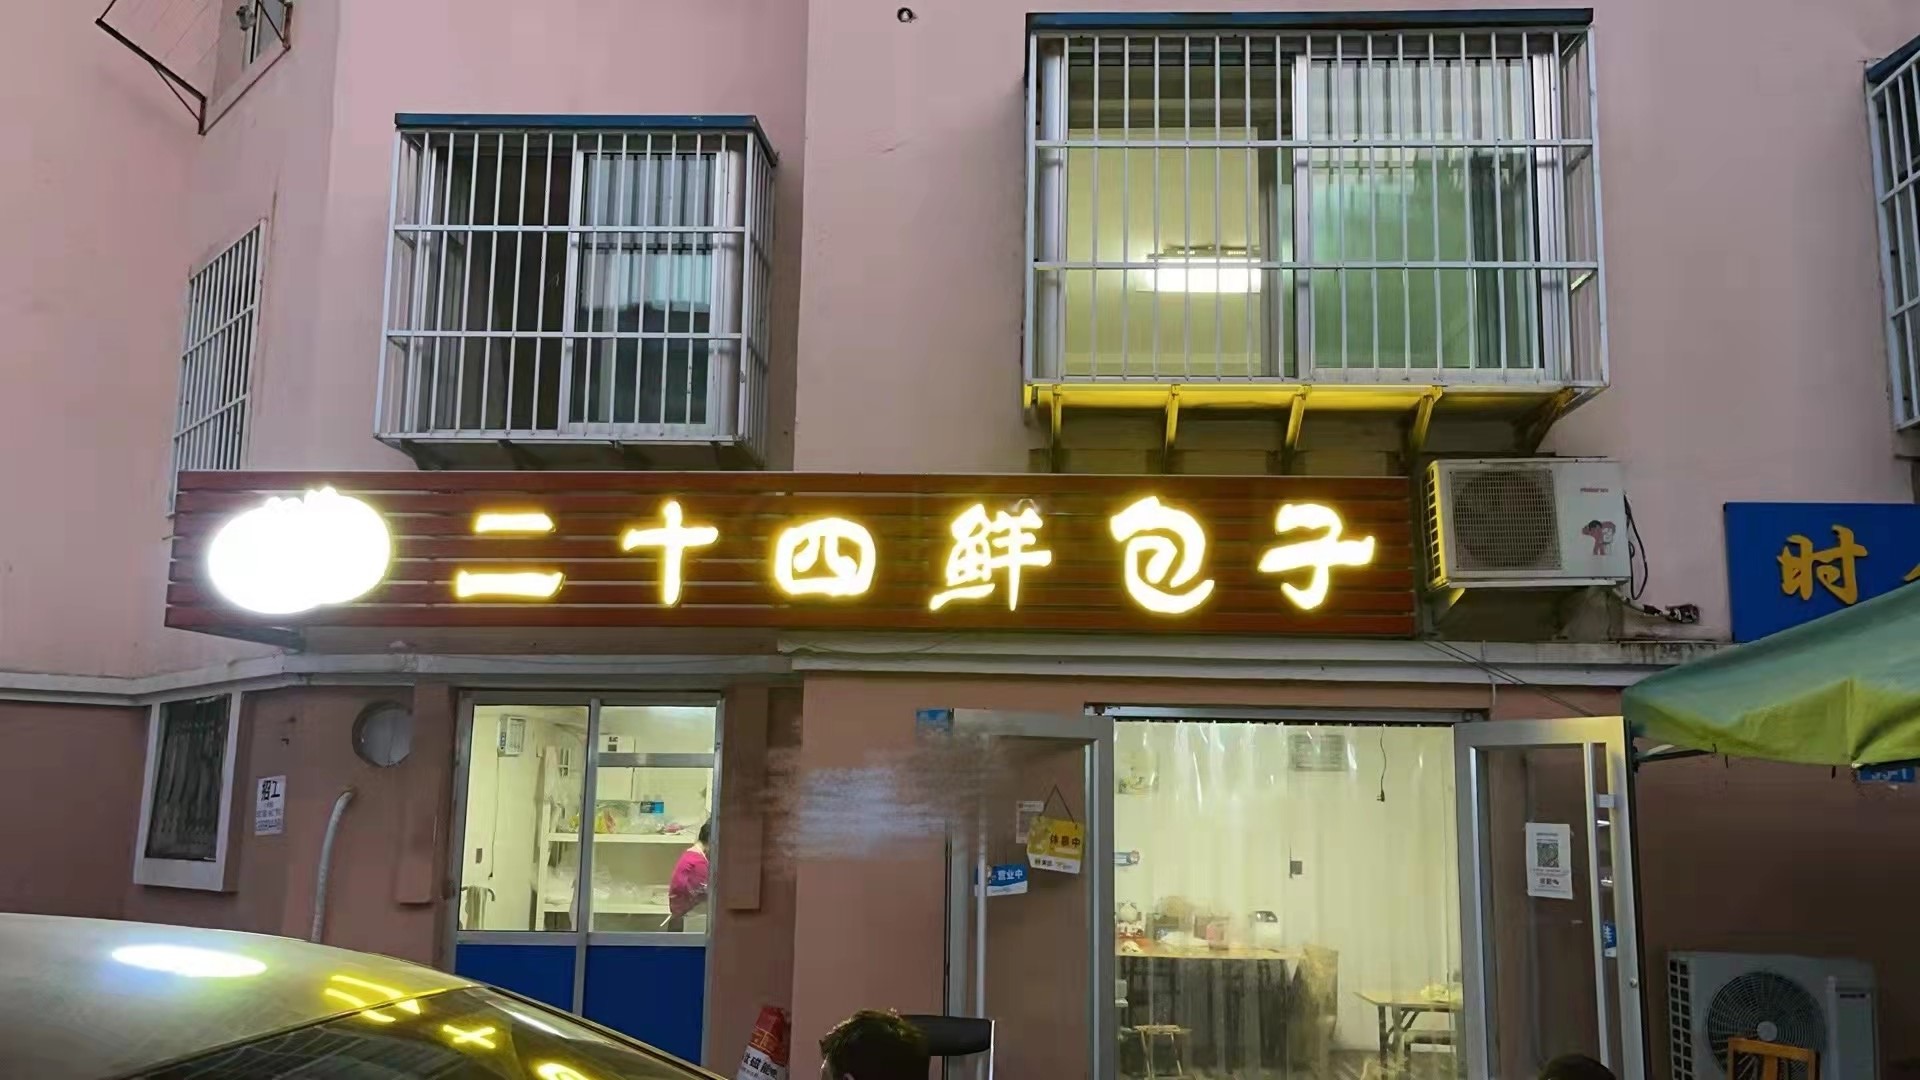 二十四鲜包子
时
招工
休息中
营业中